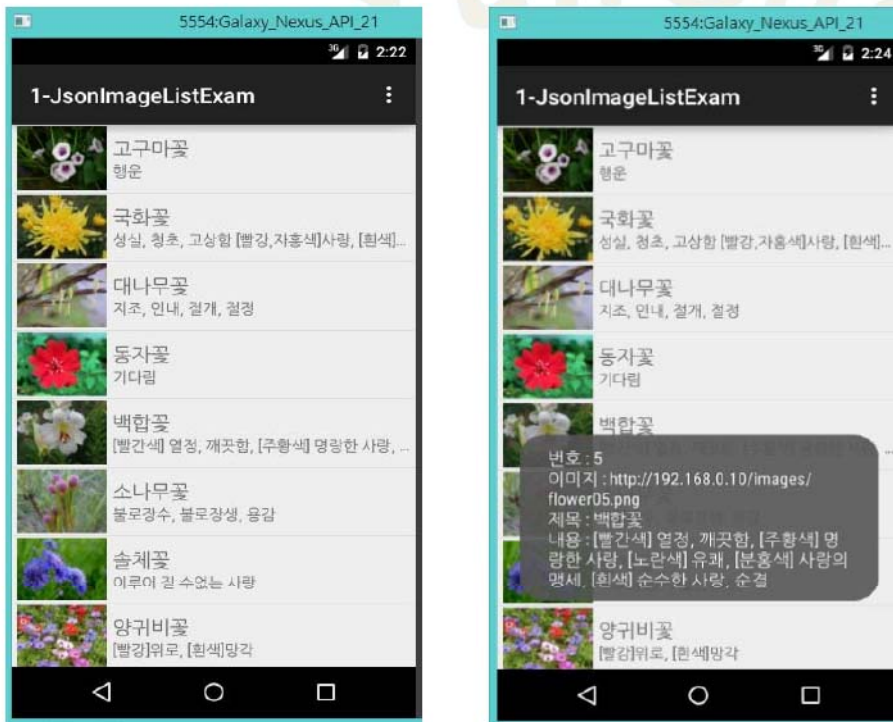 5554:Galaxy_Nexus_API_21
3G 2:22
1-JsonImageListExam
고구마꽃
행운
국화꽃
성실, 청초, 고상함 [빨강,자홍색]사랑, [흰색]...
대나무꽃
지조, 인내, 절개, 절정
동자꽃
기다림
백합꽃
[빨간색] 열정, 깨끗함, [주황색] 명랑한 사랑, ...
소나무꽃
불로장수, 불로장생, 용감
솔체꽃
이루어 질 수없는 사랑
양귀비꽃
[빨강]위로, [흰색]망각
5554:Galaxy_Nexus_API_21
3G 2:24
1-JsonImageListExam
고구마꽃
행운
국화꽃
성실, 청초, 고상함 [빨강,자홍색]사랑, [흰색]...
대나무꽃
지조, 인내, 절개, 절정
동자꽃
기다림
백합꽃
번호 : 5
이미지 : http://192.168.0.10/images/
flower05.png
제목 : 백합꽃
내용 : [빨간색] 열정, 깨끗함, [주황색] 명
랑한 사랑, [노란색] 유쾌, [분홍색] 사랑의
맹세, [흰색] 순수한 사랑, 순결
양귀비꽃
[빨강]위로, [흰색]망각